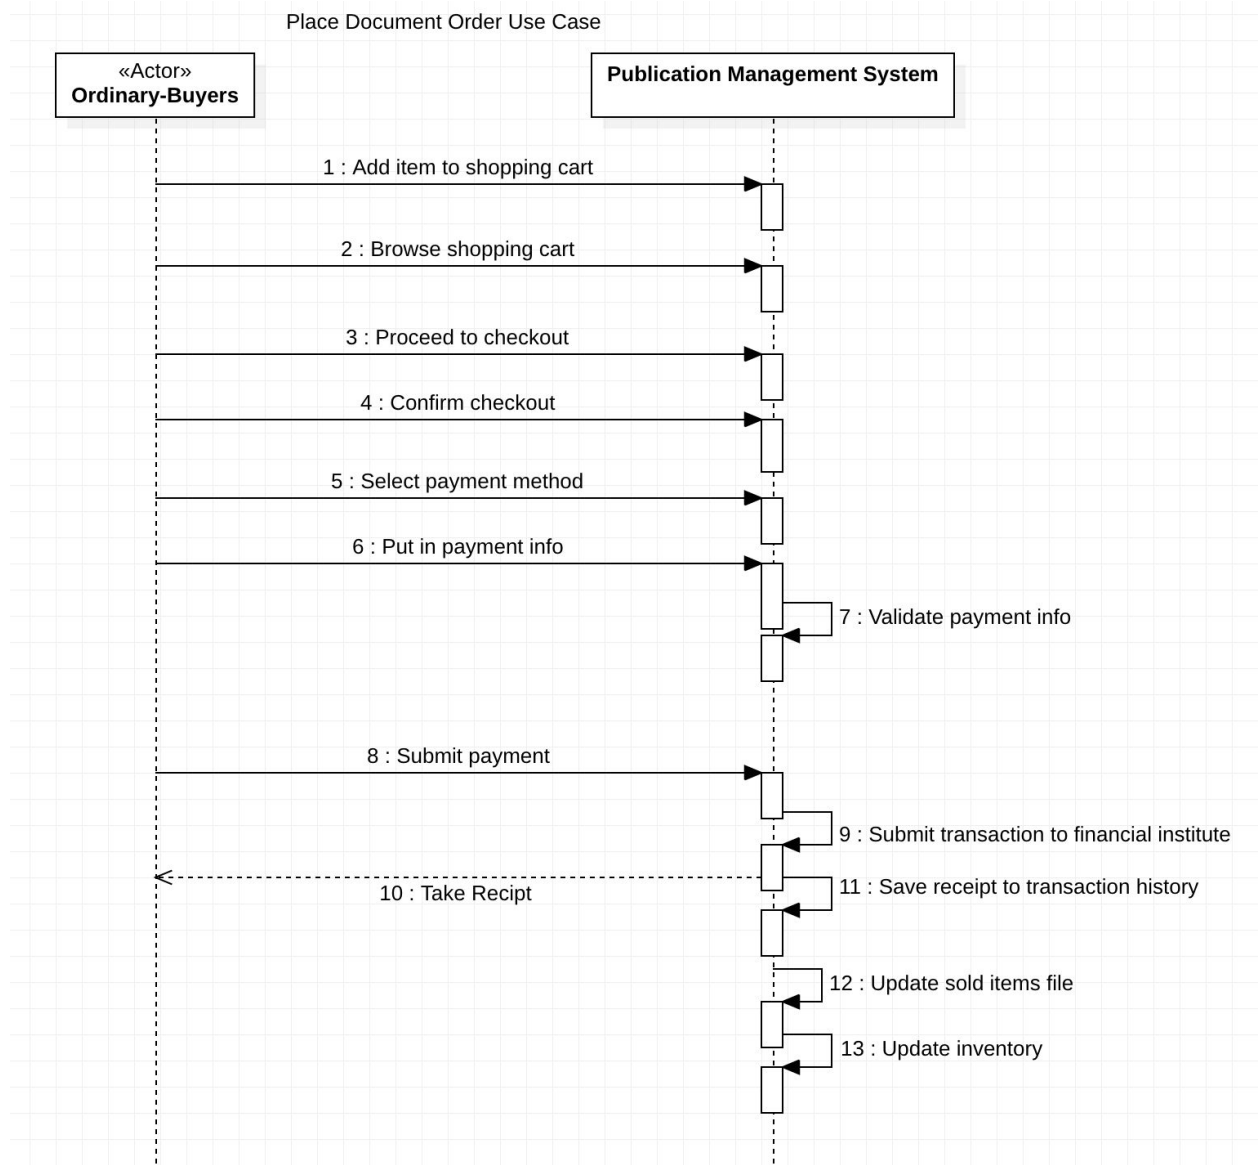 Place Document Order Use Case
«Actor»
Ordinary-Buyers
Publication Management System
1 : Add item to shopping cart
2 : Browse shopping cart
3 : Proceed to checkout
4 : Confirm checkout
5 : Select payment method
6 : Put in payment info
7 : Validate payment info
8 : Submit payment
9 : Submit transaction to financial institute
10 : Take Recipt
11 : Save receipt to transaction history
12 : Update sold items file
13 : Update inventory